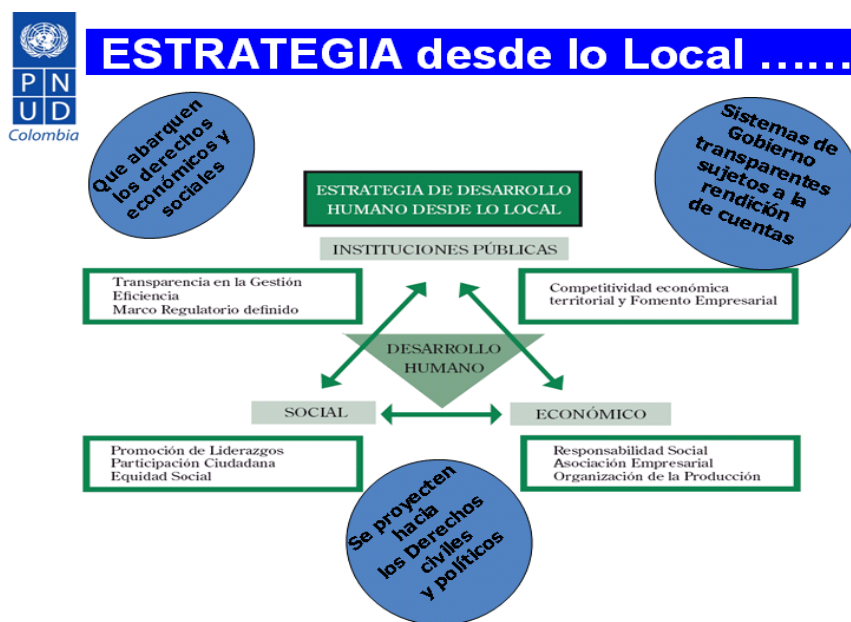 PN
UD
Colombia
ESTRATEGIA desde lo Local ......
Que abarquen
los derechos
económicos y
sociales
Sistemas de
Gobierno
transparentes
sujetos a la
rendición
de cuentas
ESTRATEGIA DE DESARROLLO
HUMANO DESDE LO LOCAL
INSTITUCIONES PÚBLICAS
Transparencia en la Gestión
Eficiencia
Marco Regulatorio definido
Competitividad económica
territorial y Fomento Empresarial
DESARROLLO
HUMANO
SOCIAL
ECONÓMICO
Promoción de Liderazgos
Participación Ciudadana
Equidad Social
Responsabilidad Social
Asociación Empresarial
Organización de la Producción
Se proyecten
hacia
los Derechos
civiles
y políticos